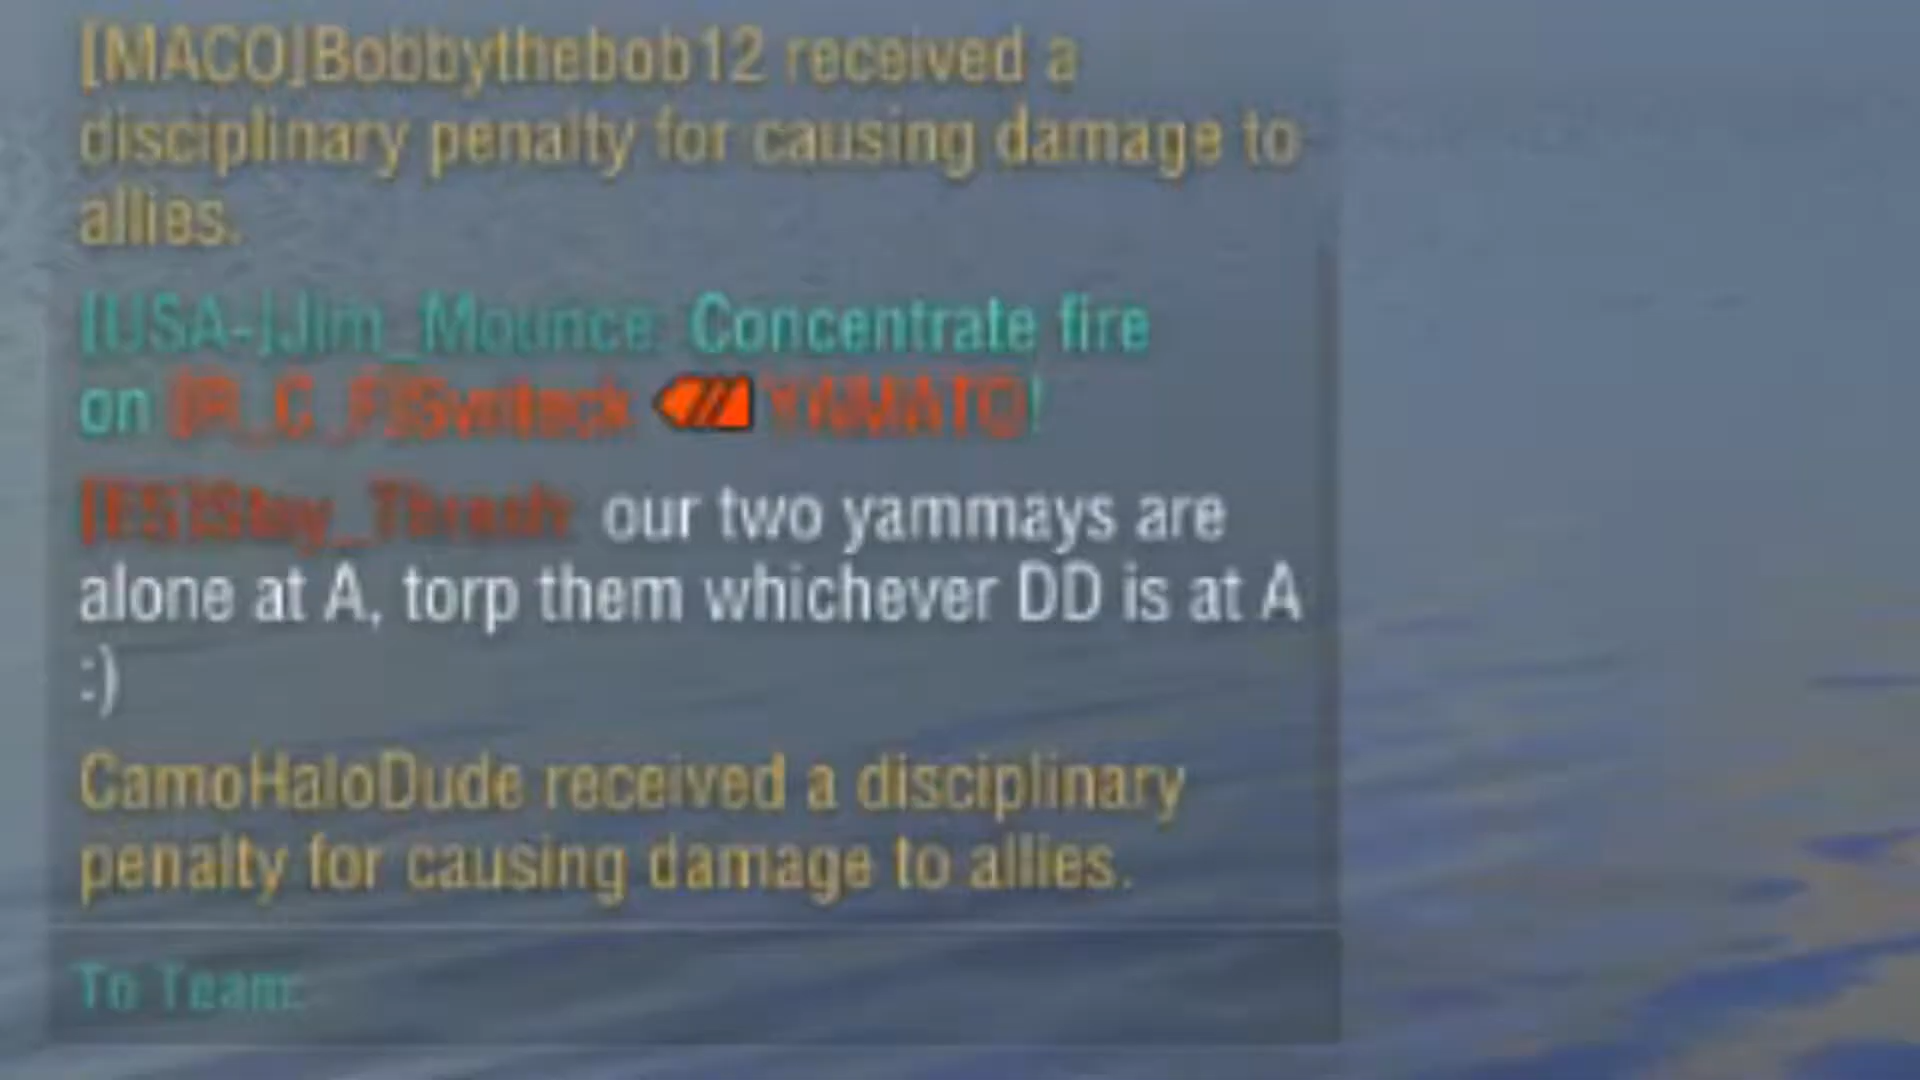 [MACO]Bobbythebob12 received a
disciplinary penalty for causing damage to
allies.
[USA-]Jim_Mounce: Concentrate fire
on YAMATO!
our two yammays are
alone at A, torp them whichever DD is at A
:)
CamoHaloDude received a disciplinary
penalty for causing damage to allies.
To Team: